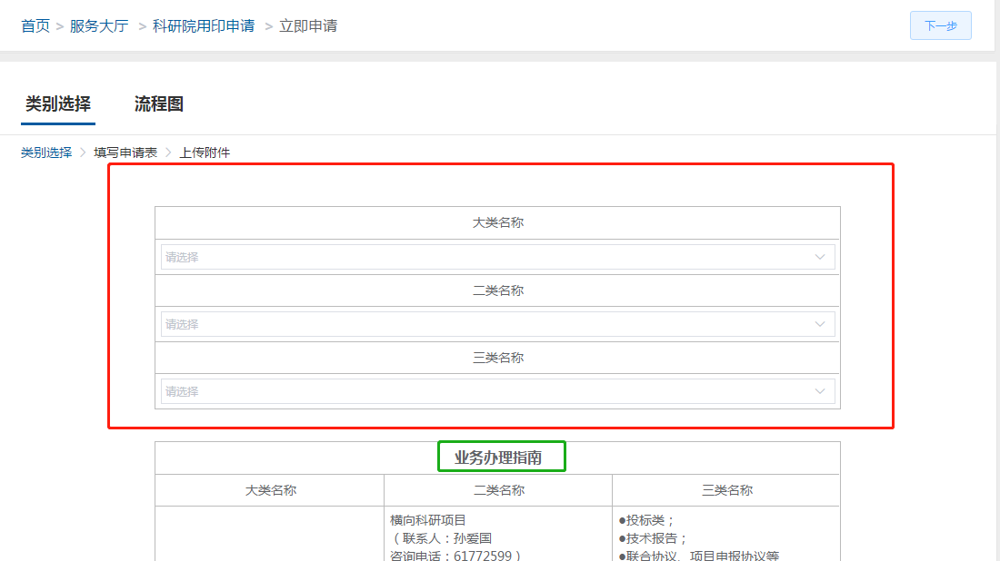 首页 > 服务大厅 > 科研院用印申请 > 立即申请
下一步
类别选择 流程图
类别选择 > 填写申请表 > 上传附件
大类名称
请选择
二类名称
请选择
三类名称
请选择
业务办理指南
大类名称 二类名称 三类名称
横向科研项目
（联系人：孙爱国
咨询电话：61772599）
●投标类；
●技术报告；
●联合协议、项目申报协议等